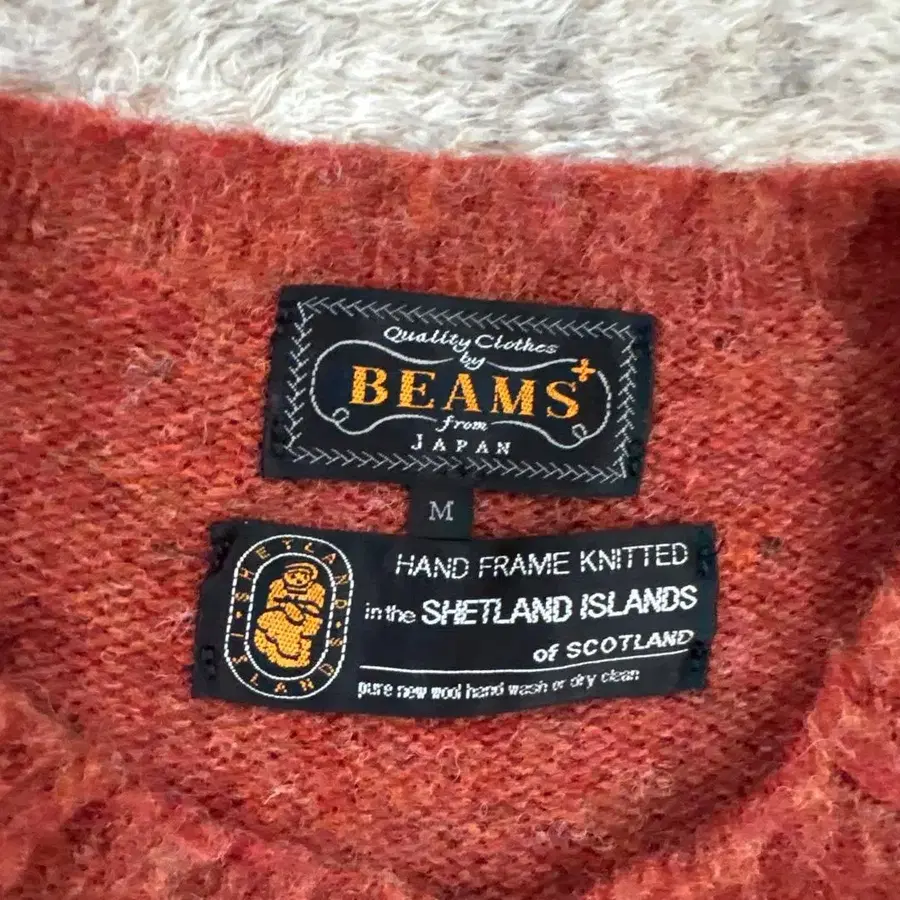 Quality Clothes
by
BEAMS+
from
JAPAN
M
SHETLAND·S
ISLANDS
HAND FRAME KNITTED
in the SHETLAND ISLANDS
of SCOTLAND
pure new wool hand wash or dry clean